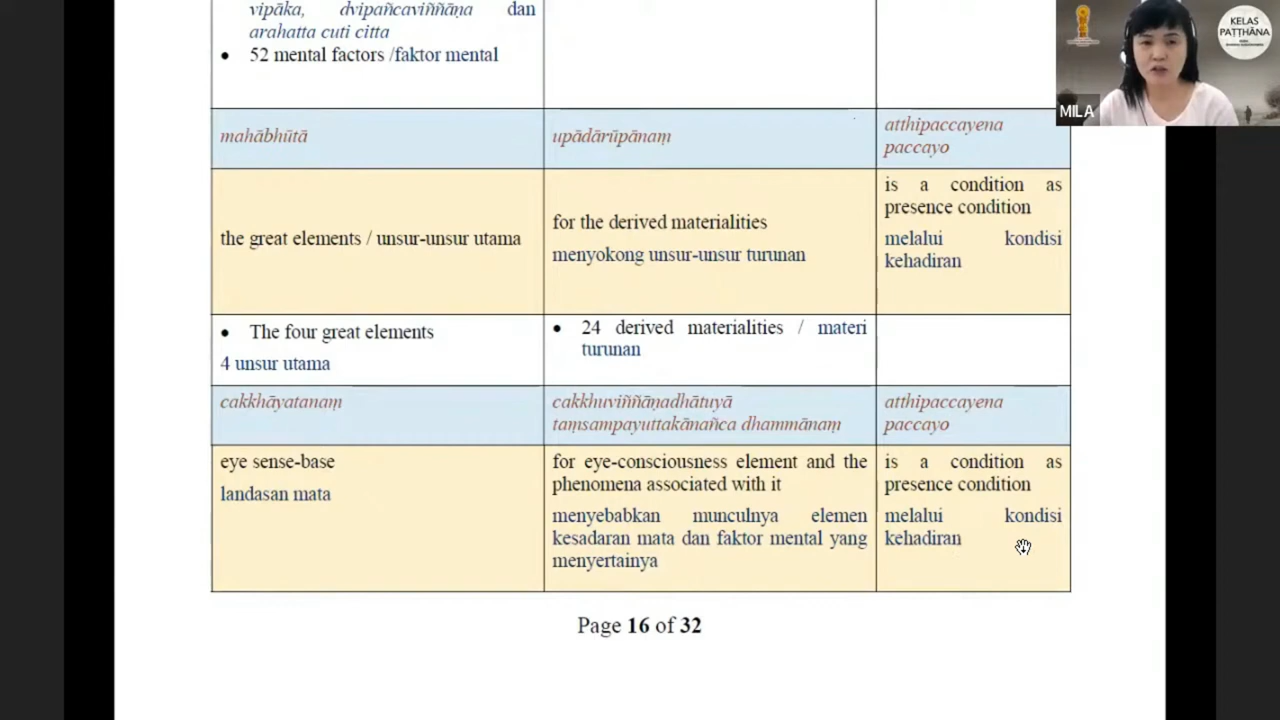 vipāka, dvipañcaviññāṇa dan
arahatta cuti citta
• 52 mental factors /faktor mental
mahābhūtā
upādārūpānaṃ
atthipaccayena
paccayo
the great elements / unsur-unsur utama
for the derived materialities
menyokong unsur-unsur turunan
is a condition as
presence condition
melalui kondisi
kehadiran
• The four great elements
4 unsur utama
• 24 derived materialities / materi
turunan
cakkhāyatanaṃ
cakkhuviññāṇadhātuyā
taṃsampayuttakānañca dhammānaṃ
atthipaccayena
paccayo
eye sense-base
landasan mata
for eye-consciousness element and the
phenomena associated with it
menyebabkan munculnya elemen
kesadaran mata dan faktor mental yang
menyertainya
is a condition as
presence condition
melalui kondisi
kehadiran
Page 16 of 32
MILA
KELAS
PAṬṬHĀNA